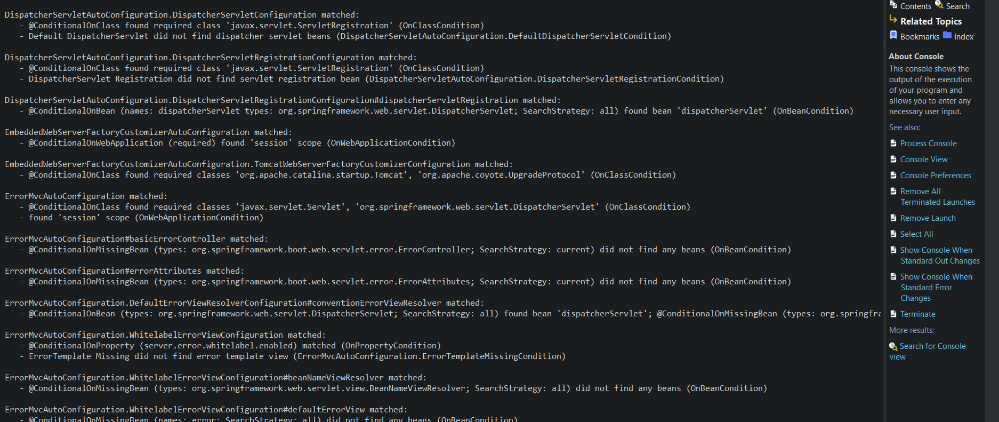 DispatcherServletAutoConfiguration.DispatcherServletConfiguration matched:
- @ConditionalOnClass found required class 'javax.servlet.ServletRegistration' (OnClassCondition)
- Default DispatcherServlet did not find dispatcher servlet beans (DispatcherServletAutoConfiguration.DefaultDispatcherServletCondition)
DispatcherServletAutoConfiguration.DispatcherServletRegistrationConfiguration matched:
- @ConditionalOnClass found required class 'javax.servlet.ServletRegistration' (OnClassCondition)
- DispatcherServlet Registration did not find servlet registration bean (DispatcherServletAutoConfiguration.DispatcherServletRegistrationCondition)
DispatcherServletAutoConfiguration.DispatcherServletRegistrationConfiguration#dispatcherServletRegistration matched:
- @ConditionalOnBean (names: dispatcherServlet types: org.springframework.web.servlet.DispatcherServlet; SearchStrategy: all) found bean 'dispatcherServlet' (OnBeanCondition)
EmbeddedWebServerFactoryCustomizerAutoConfiguration matched:
- @ConditionalOnWebApplication (required) found 'session' scope (OnWebApplicationCondition)
EmbeddedWebServerFactoryCustomizerAutoConfiguration.TomcatWebServerFactoryCustomizerConfiguration matched:
- @ConditionalOnClass found required classes 'org.apache.catalina.startup.Tomcat', 'org.apache.coyote.UpgradeProtocol' (OnClassCondition)
ErrorMvcAutoConfiguration matched:
- @ConditionalOnClass found required classes 'javax.servlet.Servlet', 'org.springframework.web.servlet.DispatcherServlet' (OnClassCondition)
- found 'session' scope (OnWebApplicationCondition)
ErrorMvcAutoConfiguration#basicErrorController matched:
- @ConditionalOnMissingBean (types: org.springframework.boot.web.servlet.error.ErrorController; SearchStrategy: current) did not find any beans (OnBeanCondition)
ErrorMvcAutoConfiguration#errorAttributes matched:
- @ConditionalOnMissingBean (types: org.springframework.boot.web.servlet.error.ErrorAttributes; SearchStrategy: current) did not find any beans (OnBeanCondition)
ErrorMvcAutoConfiguration.DefaultErrorViewResolverConfiguration#conventionErrorViewResolver matched:
- @ConditionalOnBean (types: org.springframework.web.servlet.DispatcherServlet; SearchStrategy: all) found bean 'dispatcherServlet'; @ConditionalOnMissingBean (types: org.springfra
ErrorMvcAutoConfiguration.WhitelabelErrorViewConfiguration matched:
- @ConditionalOnProperty (server.error.whitelabel.enabled) matched (OnPropertyCondition)
- ErrorTemplate Missing did not find error template view (ErrorMvcAutoConfiguration.ErrorTemplateMissingCondition)
ErrorMvcAutoConfiguration.WhitelabelErrorViewConfiguration#beanNameViewResolver matched:
- @ConditionalOnMissingBean (types: org.springframework.web.servlet.view.BeanNameViewResolver; SearchStrategy: all) did not find any beans (OnBeanCondition)
ErrorMvcAutoConfiguration.WhitelabelErrorViewConfiguration#defaultErrorView matched:
- @ConditionalOnMissingBean (names: error; SearchStrategy: all) did not find any beans (OnBeanCondition)
Contents Search
Related Topics
Bookmarks Index
About Console
This console shows the
output of the execution
of your program and
allows you to enter any
necessary user input.
See also:
Process Console
Console View
Console Preferences
Remove All
Terminated Launches
Remove Launch
Select All
Show Console When
Standard Out Changes
Show Console When
Standard Error
Changes
Terminate
More results:
Search for Console
view